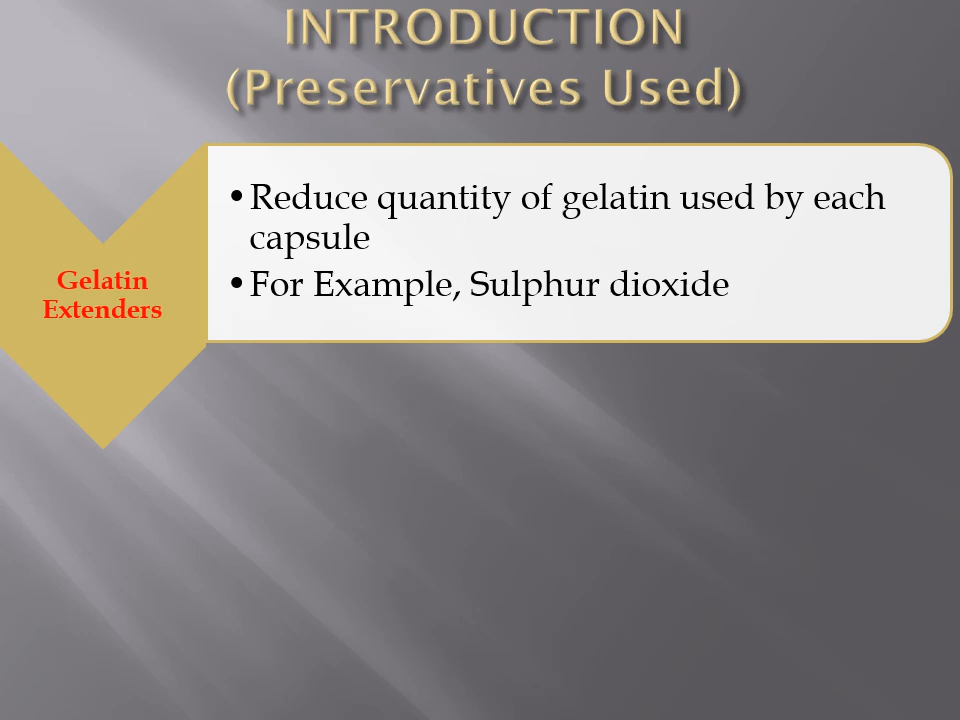 INTRODUCTION
(Preservatives Used)
Gelatin
Extenders
•Reduce quantity of gelatin used by each
capsule
•For Example, Sulphur dioxide